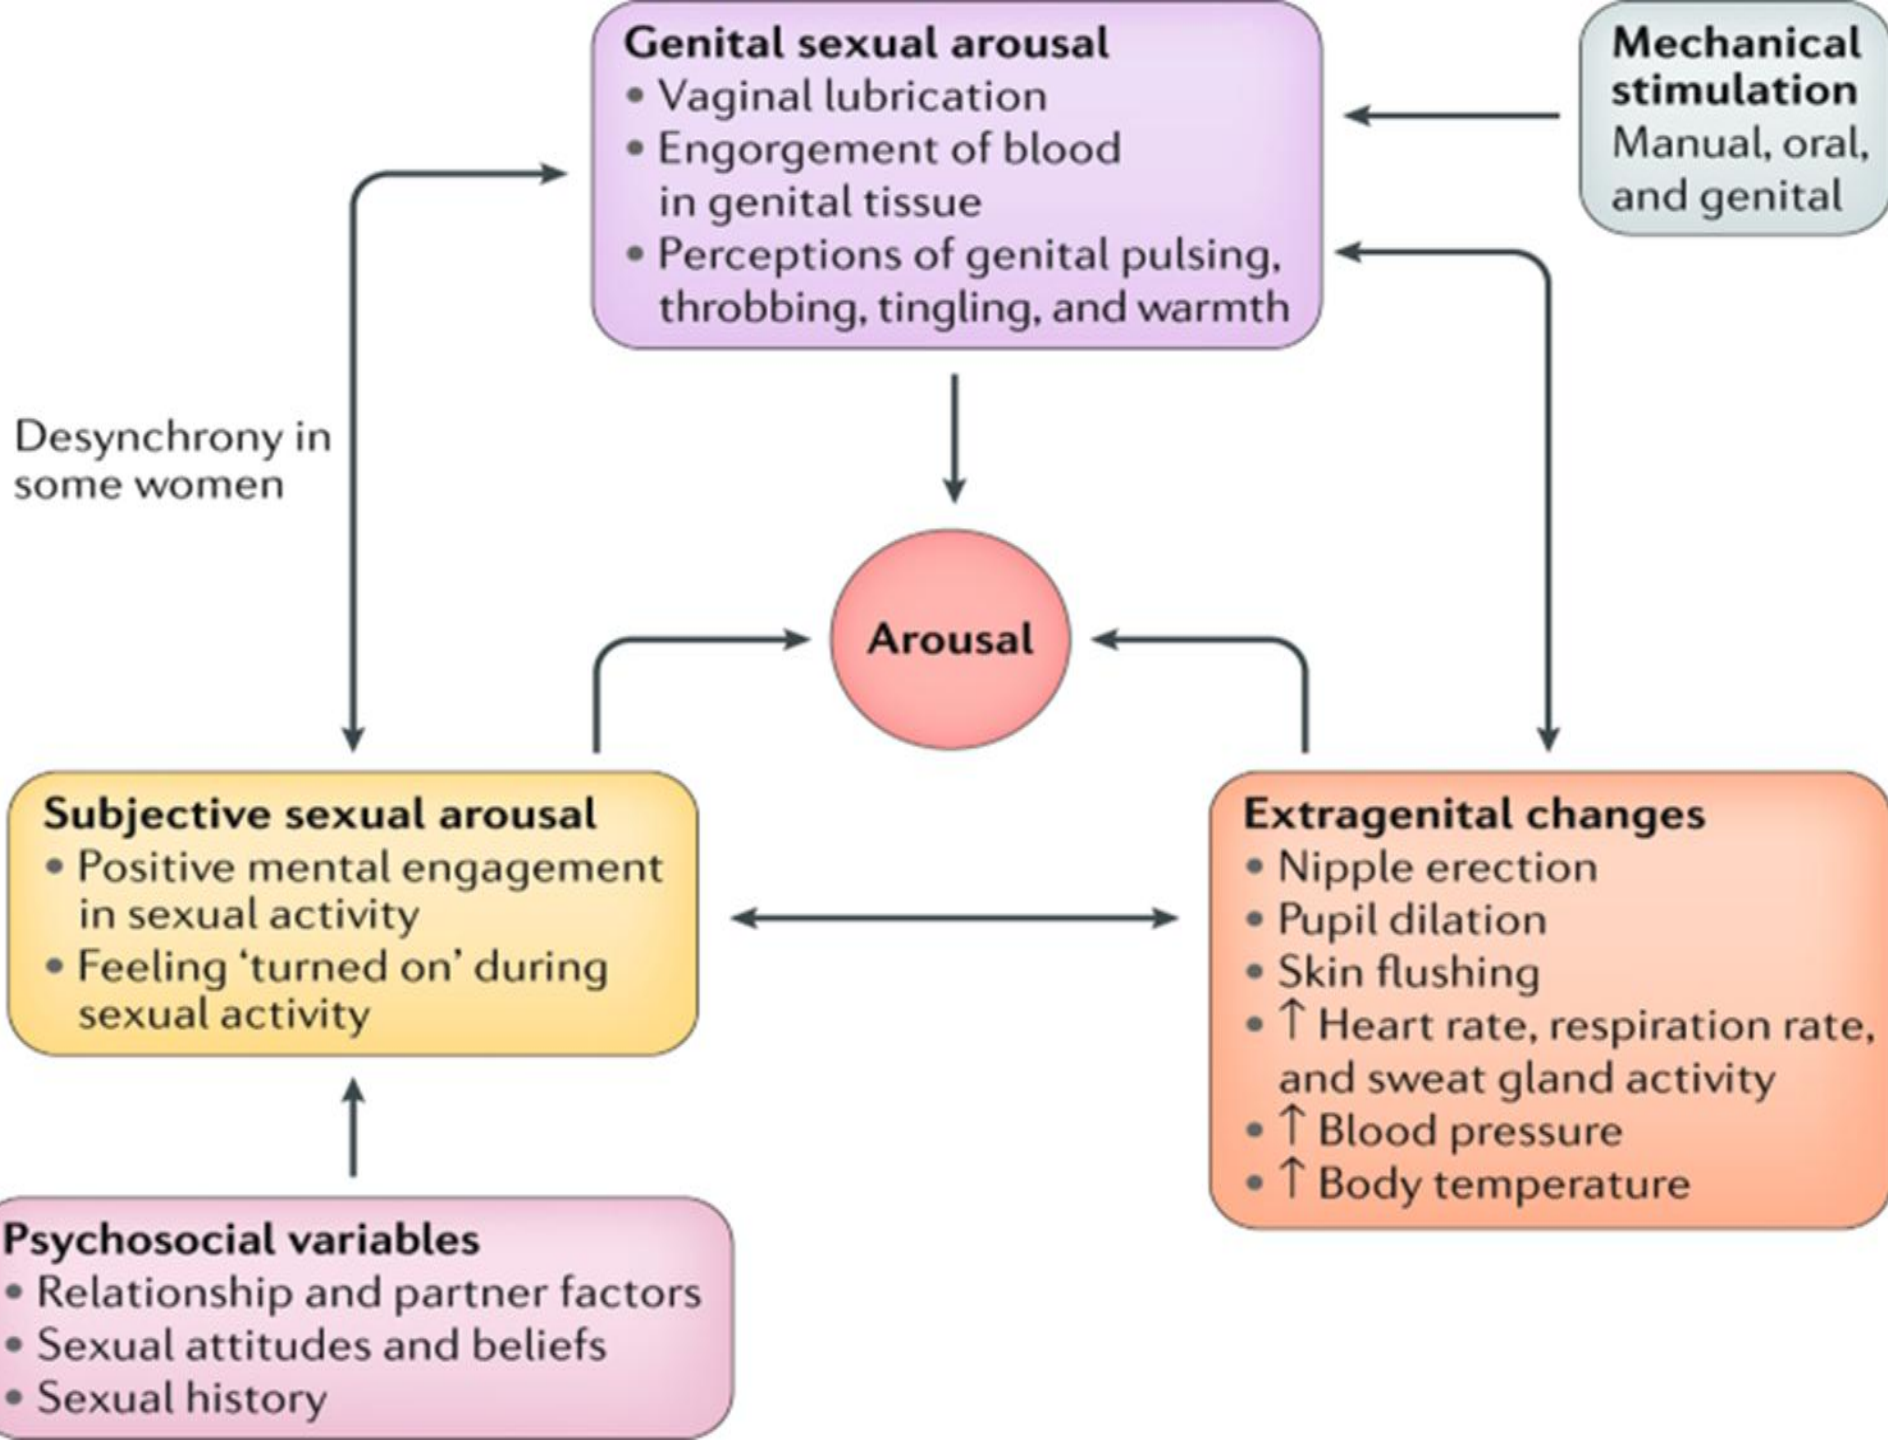 Genital sexual arousal
• Vaginal lubrication
• Engorgement of blood
in genital tissue
• Perceptions of genital pulsing,
throbbing, tingling, and warmth
Mechanical
stimulation
Manual, oral,
and genital
Desynchrony in
some women
Arousal
Subjective sexual arousal
• Positive mental engagement
in sexual activity
• Feeling ‘turned on’ during
sexual activity
Extragenital changes
• Nipple erection
• Pupil dilation
• Skin flushing
• ↑ Heart rate, respiration rate,
and sweat gland activity
• ↑ Blood pressure
• ↑ Body temperature
Psychosocial variables
• Relationship and partner factors
• Sexual attitudes and beliefs
• Sexual history